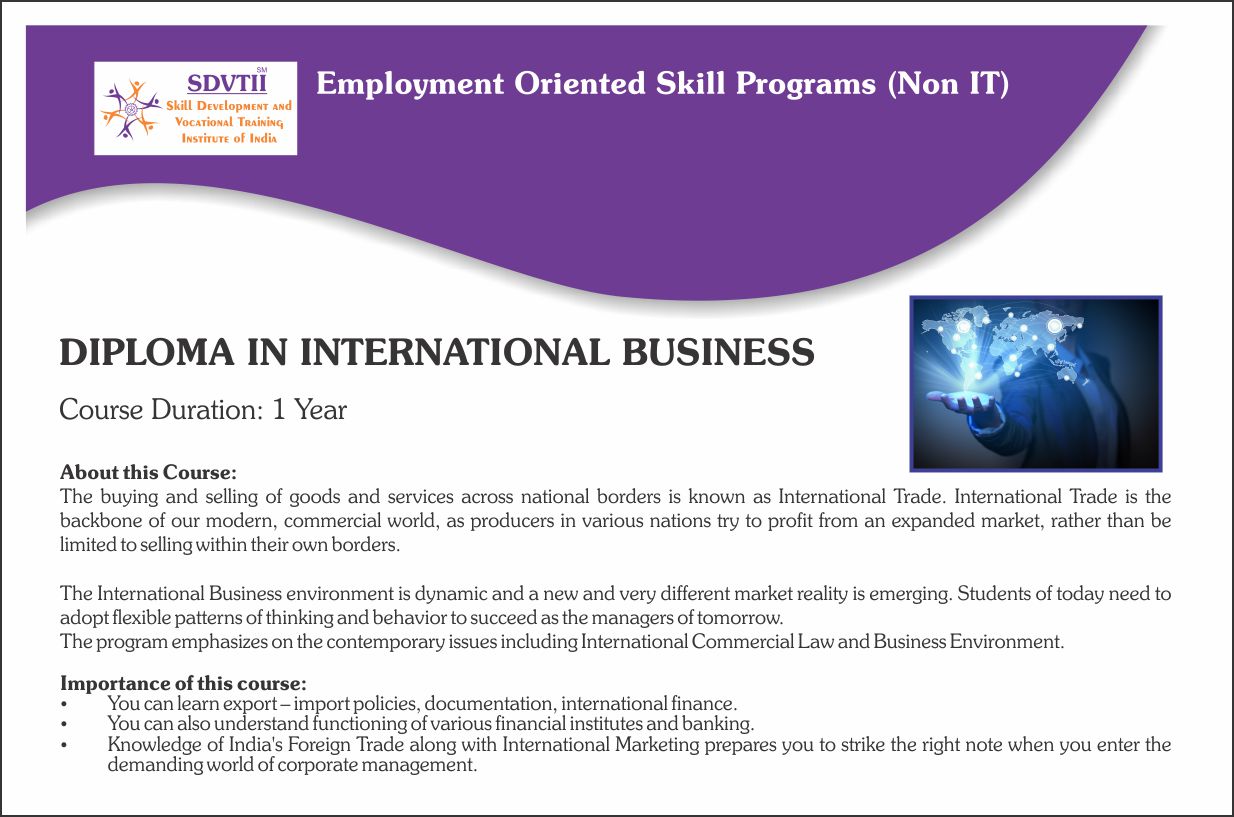 SDVTII SM
Skill Development and
Vocational Training
Institute of India
Employment Oriented Skill Programs (Non IT)
DIPLOMA IN INTERNATIONAL BUSINESS
Course Duration: 1 Year
About this Course:
The buying and selling of goods and services across national borders is known as International Trade. International Trade is the
backbone of our modern, commercial world, as producers in various nations try to profit from an expanded market, rather than be
limited to selling within their own borders.
The International Business environment is dynamic and a new and very different market reality is emerging. Students of today need to
adopt flexible patterns of thinking and behavior to succeed as the managers of tomorrow.
The program emphasizes on the contemporary issues including International Commercial Law and Business Environment.
Importance of this course:
• You can learn export – import policies, documentation, international finance.
• You can also understand functioning of various financial institutes and banking.
• Knowledge of India's Foreign Trade along with International Marketing prepares you to strike the right note when you enter the
demanding world of corporate management.